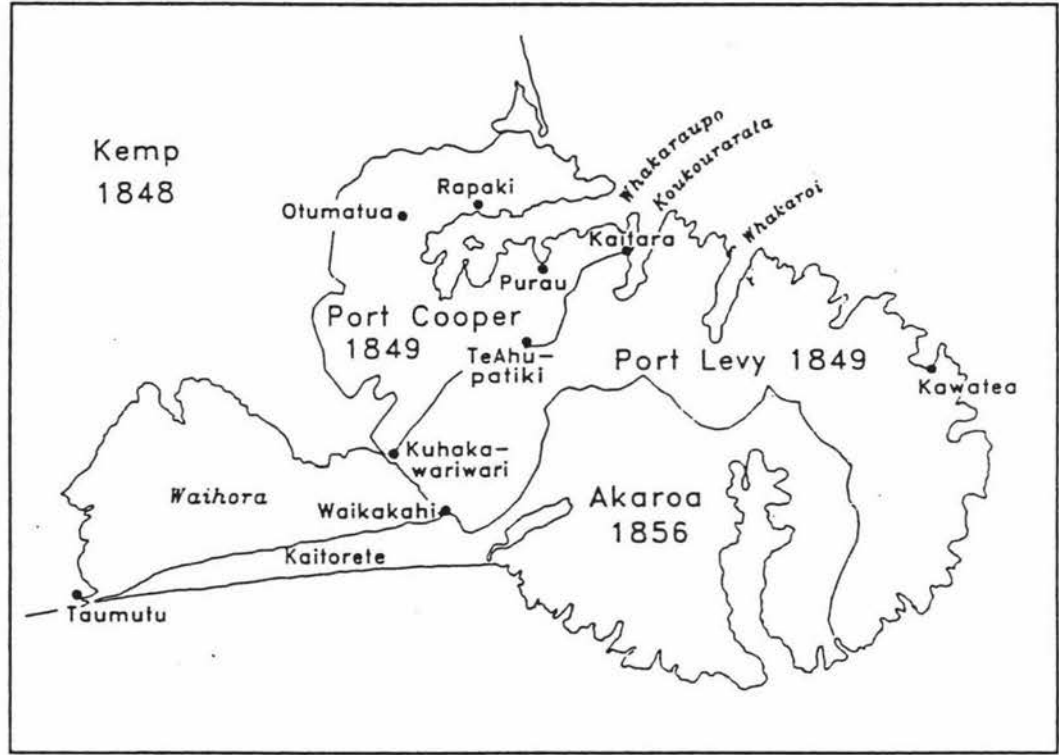 Kemp
1848
Whakaraupo
Koukourarata
Whakaroi
Rapaki
Otumatua
Kaitara
Purau
Port Cooper
1849
TeAhu-
patiki
Port Levy 1849
Kawatea
Kuhaka-
wariwari
Waihora
Waikakahi
Akaroa
1856
Kaitorete
Taumutu